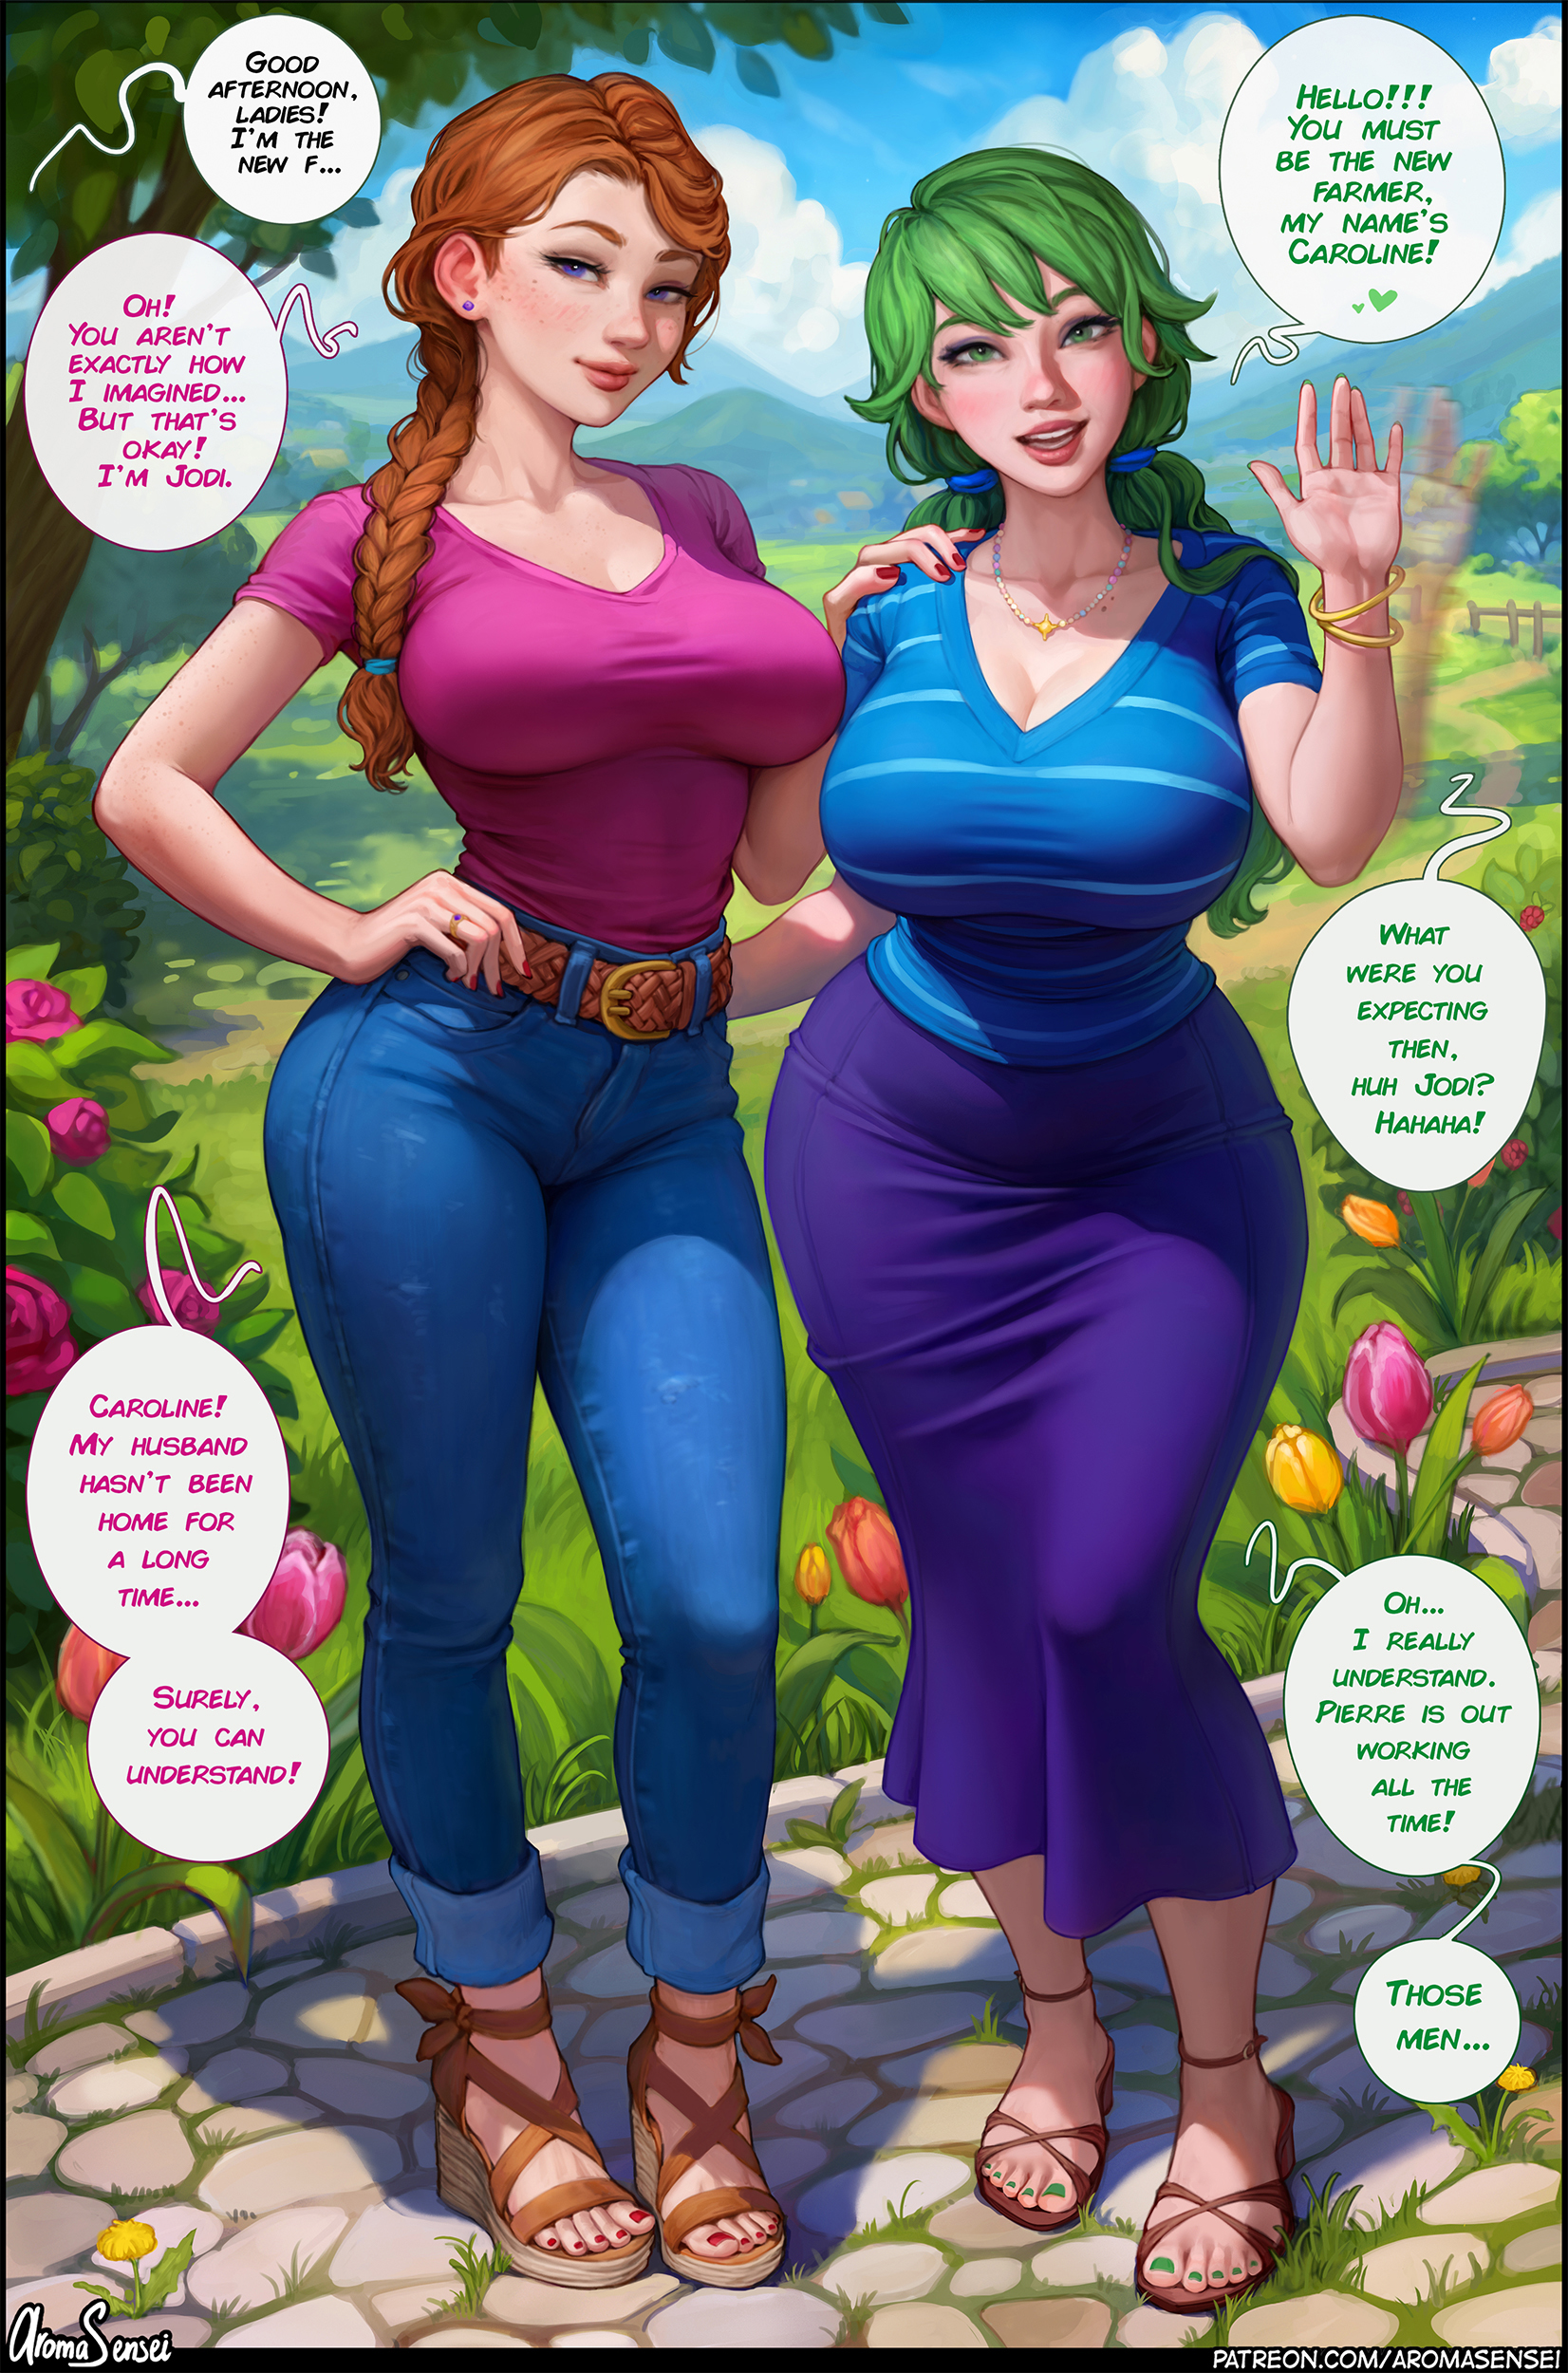 GOOD
AFTERNOON,
LADIES!
I'M THE
NEW F...
HELLO!!!
YOU MUST
BE THE NEW
FARMER,
MY NAME'S
CAROLINE!
OH!
YOU AREN'T
EXACTLY HOW
I IMAGINED...
BUT THAT'S
OKAY!
I'M JODI.
WHAT
WERE YOU
EXPECTING
THEN,
HUH JODI?
HAHAHA!
CAROLINE!
MY HUSBAND
HASN'T BEEN
HOME FOR
A LONG
TIME...
SURELY,
YOU CAN
UNDERSTAND!
OH...
I REALLY
UNDERSTAND.
PIERRE IS OUT
WORKING
ALL THE
TIME!
THOSE
MEN...
AromaSensei
PATREON.COM/AROMASENSEI